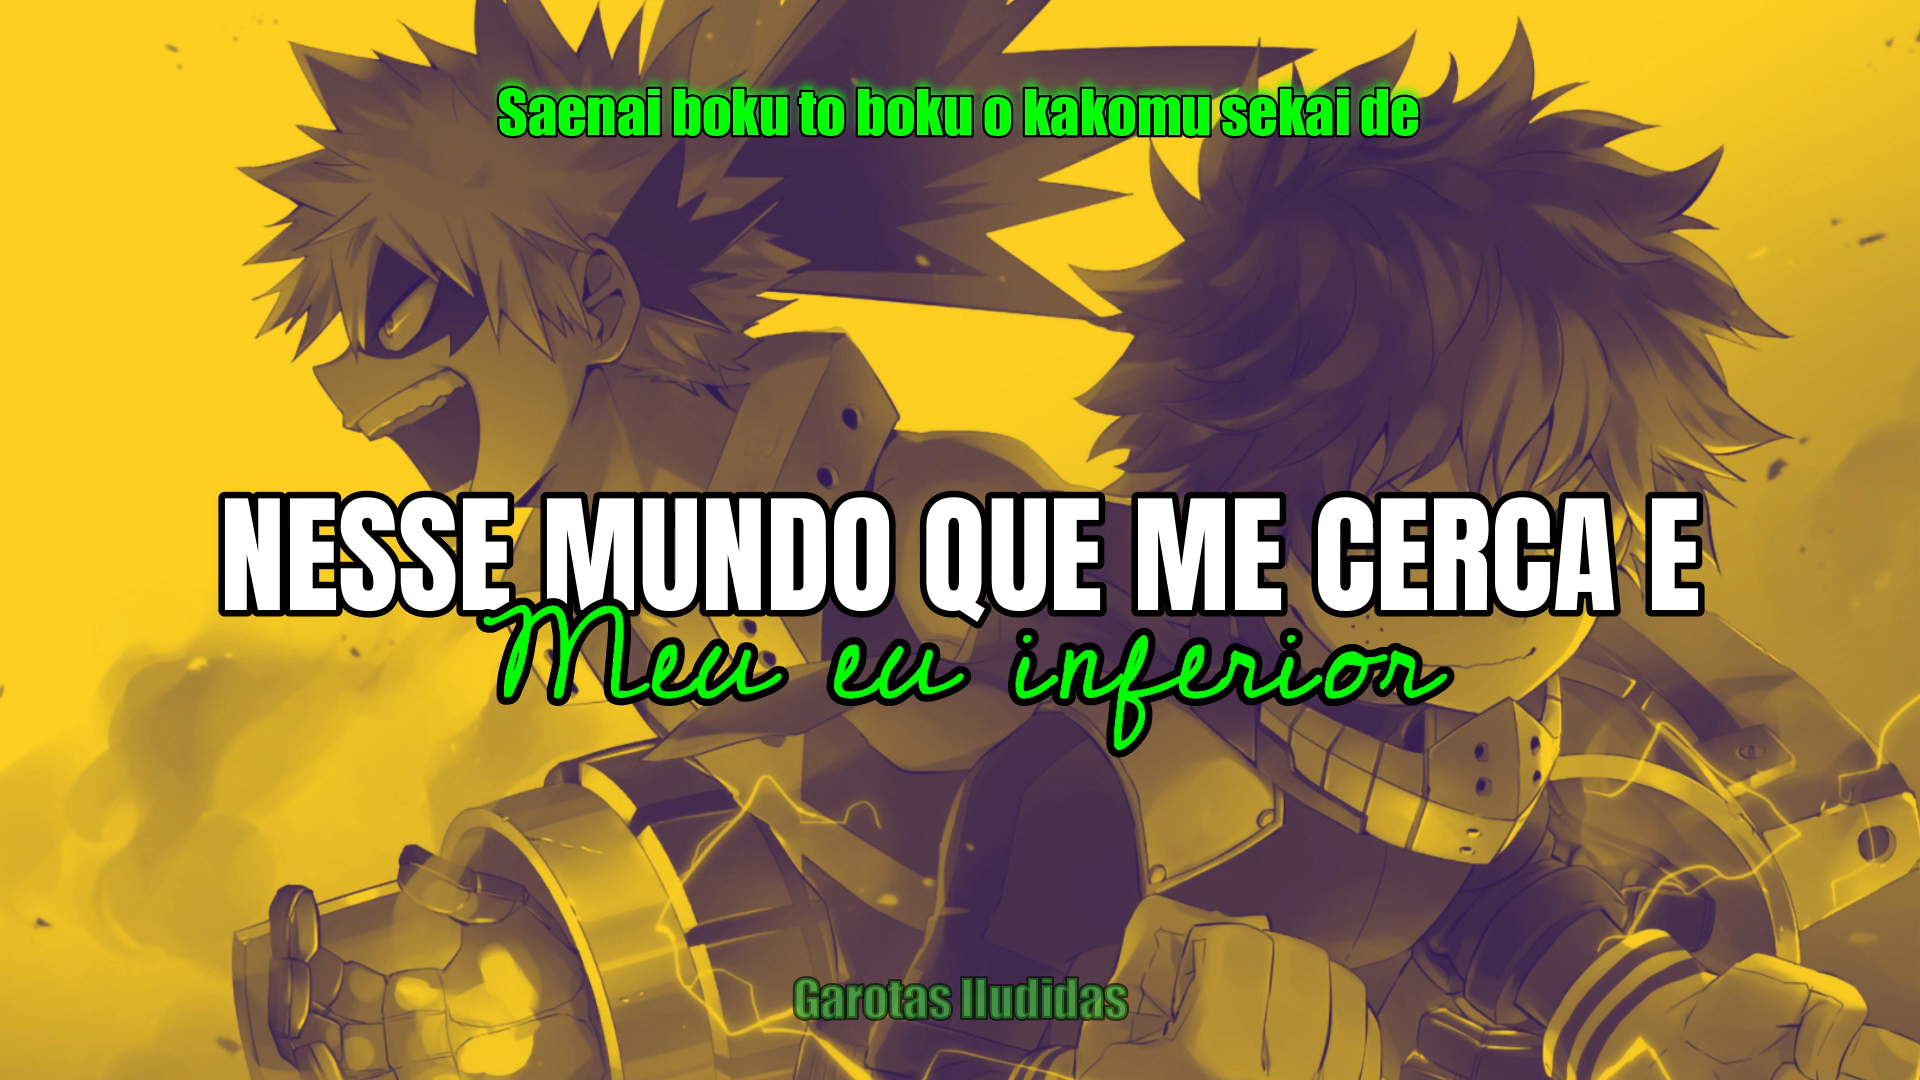 Saenai boku to boku o kakomu sekai de
NESSE MUNDO QUE ME CERCA E
Meu eu inferior
Garotas Iludidas